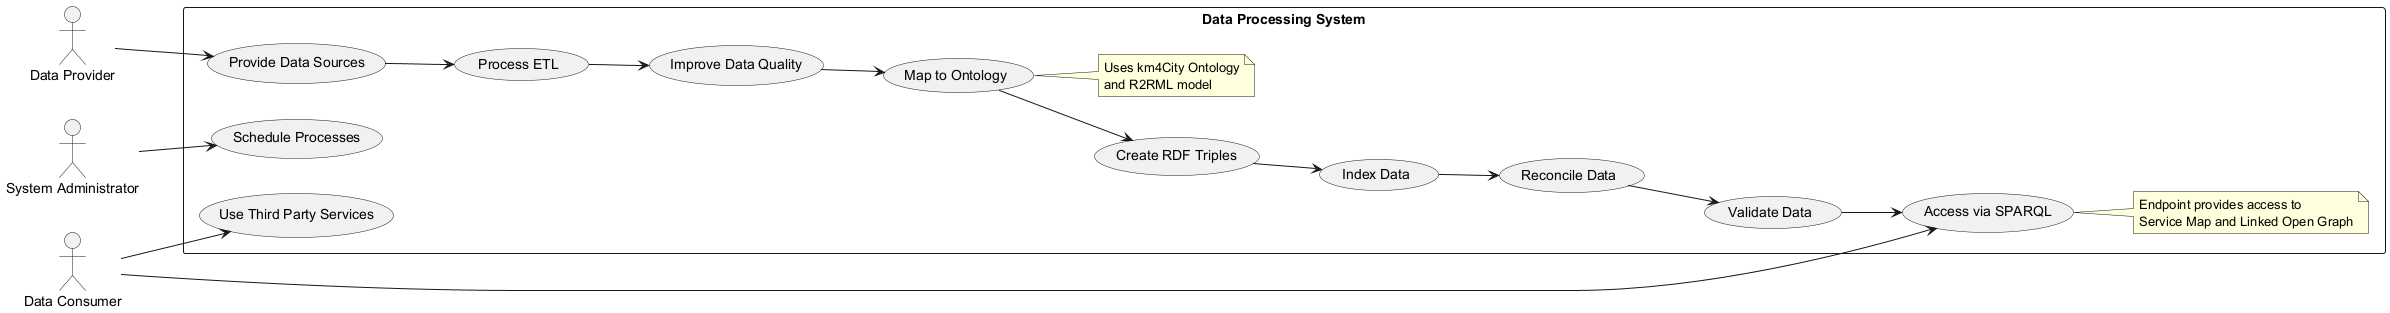 Data Processing System
Data Provider
Provide Data Sources
Process ETL
Improve Data Quality
Map to Ontology
Uses km4City Ontology
and R2RML model
System Administrator
Schedule Processes
Create RDF Triples
Index Data
Reconcile Data
Use Third Party Services
Validate Data
Access via SPARQL
Endpoint provides access to
Service Map and Linked Open Graph
Data Consumer